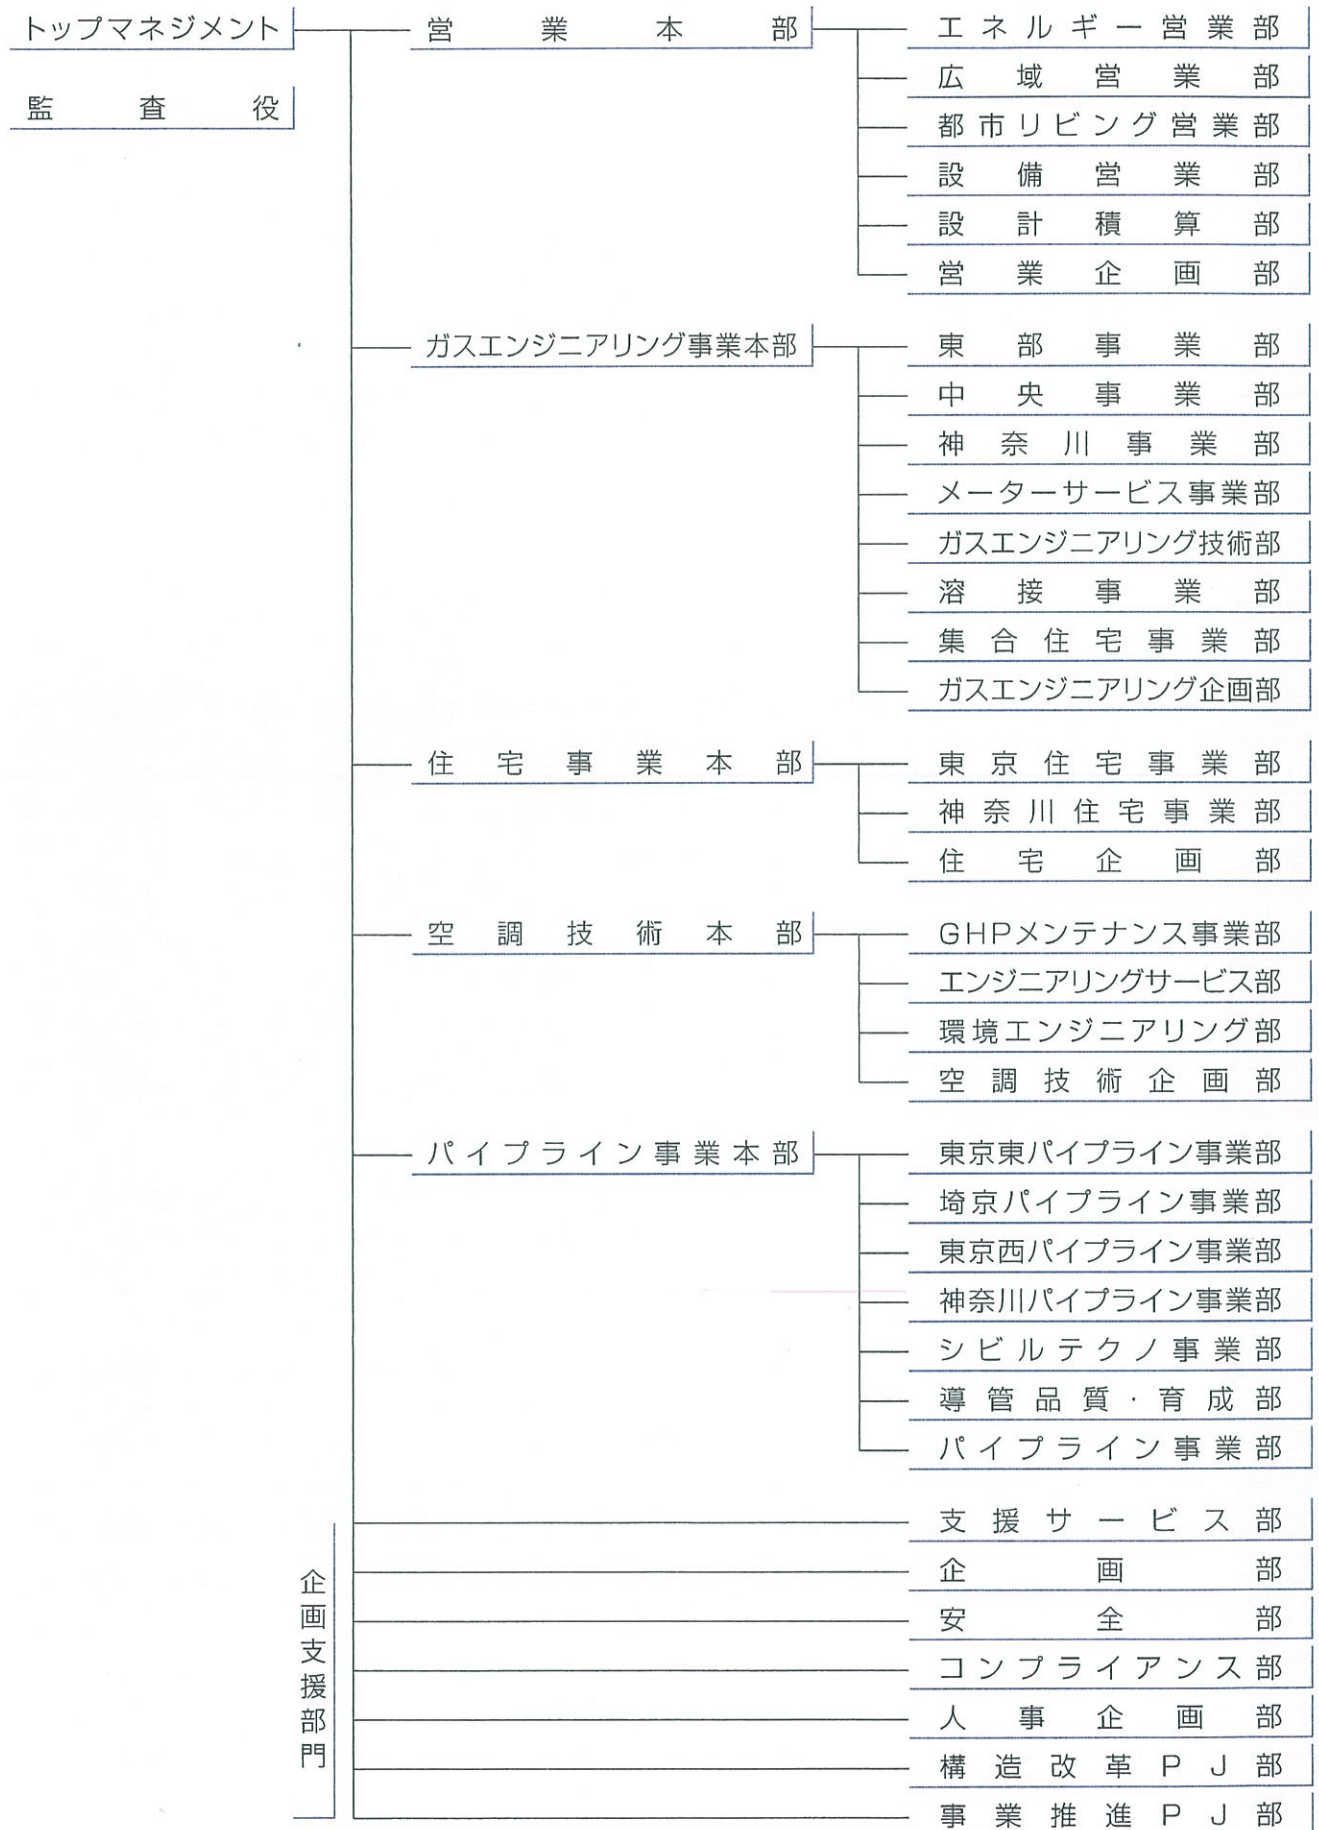 トップマネジメント
監査役
営業本部
エネルギー営業部
広域営業部
都市リビング営業部
設備営業部
設計積算部
営業企画部
ガスエンジニアリング事業本部
東部事業部
中央事業部
神奈川事業部
メーターサービス事業部
ガスエンジニアリング技術部
溶接事業部
集合住宅事業部
ガスエンジニアリング企画部
住宅事業本部
東京住宅事業部
神奈川住宅事業部
住宅企画部
空調技術本部
GHPメンテナンス事業部
エンジニアリングサービス部
環境エンジニアリング部
空調技術企画部
パイプライン事業本部
東京東パイプライン事業部
埼京パイプライン事業部
東京西パイプライン事業部
神奈川パイプライン事業部
シビルテクノ事業部
導管品質・育成部
パイプライン事業部
企画支援部門
支援サービス部
企画部
安全部
コンプライアンス部
人事企画部
構造改革PJ部
事業推進PJ部